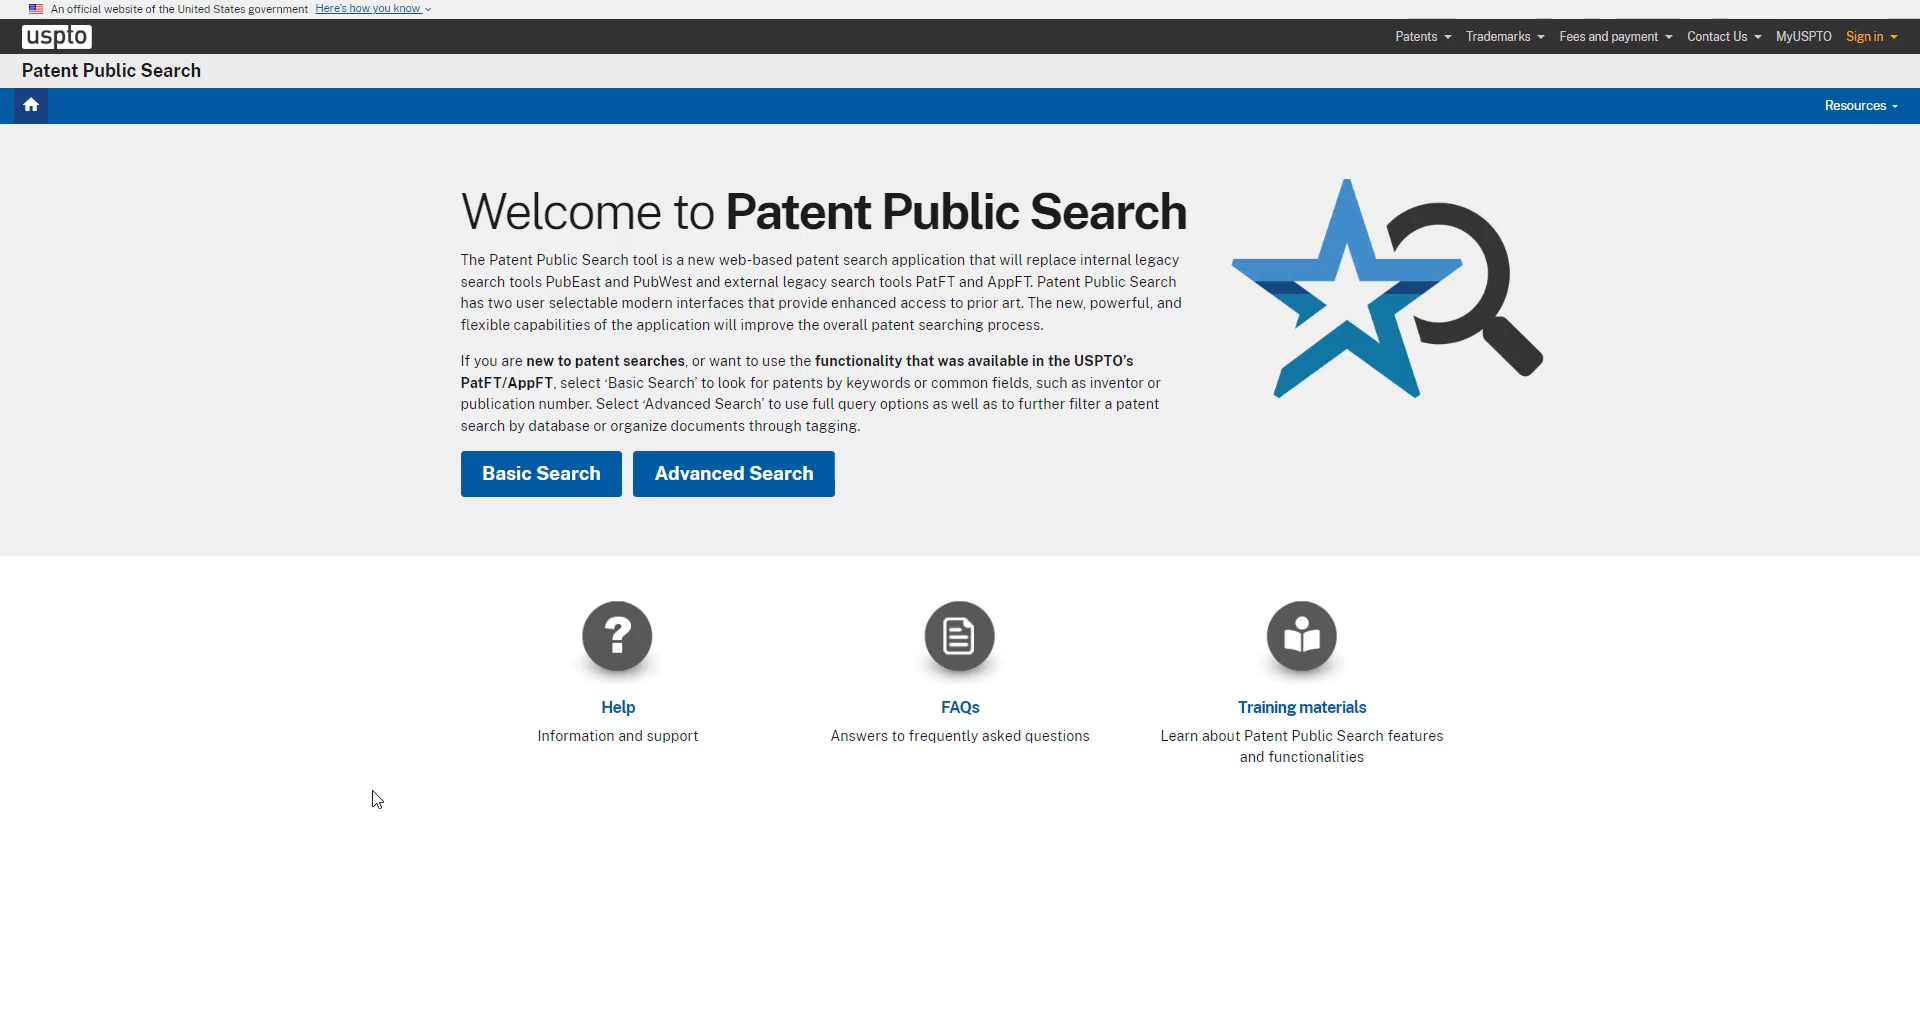 An official website of the United States government Here's how you know
uspto
Patents Trademarks Fees and payment Contact Us MyUSPTO Sign in
Patent Public Search
Resources
Welcome to Patent Public Search
The Patent Public Search tool is a new web-based patent search application that will replace internal legacy
search tools PubEast and PubWest and external legacy search tools PatFT and AppFT. Patent Public Search
has two user selectable modern interfaces that provide enhanced access to prior art. The new, powerful, and
flexible capabilities of the application will improve the overall patent searching process.
If you are new to patent searches, or want to use the functionality that was available in the USPTO's
PatFT/AppFT, select ‘Basic Search’ to look for patents by keywords or common fields, such as inventor or
publication number. Select ‘Advanced Search’ to use full query options as well as to further filter a patent
search by database or organize documents through tagging.
Basic Search Advanced Search
Help
Information and support
FAQs
Answers to frequently asked questions
Training materials
Learn about Patent Public Search features
and functionalities